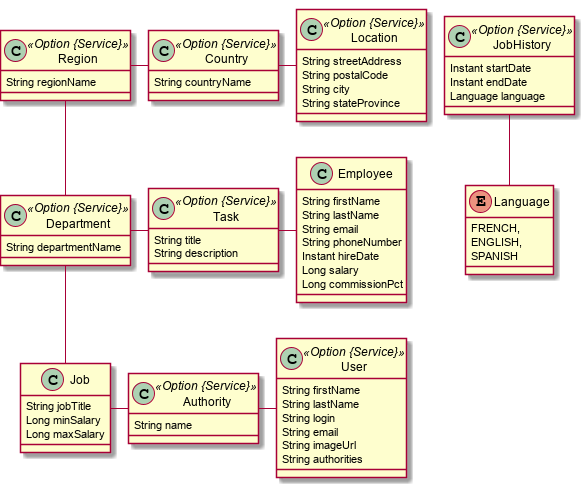 C «Option {Service}»
Region
String regionName
C «Option {Service}»
Country
String countryName
C «Option {Service}»
Location
String streetAddress
String postalCode
String city
String stateProvince
C «Option {Service}»
JobHistory
Instant startDate
Instant endDate
Language language
C «Option {Service}»
Department
String departmentName
C «Option {Service}»
Task
String title
String description
C Employee
String firstName
String lastName
String email
String phoneNumber
Instant hireDate
Long salary
Long commissionPct
E Language
FRENCH,
ENGLISH,
SPANISH
C Job
String jobTitle
Long minSalary
Long maxSalary
C «Option {Service}»
Authority
String name
C «Option {Service}»
User
String firstName
String lastName
String login
String email
String imageUrl
String authorities